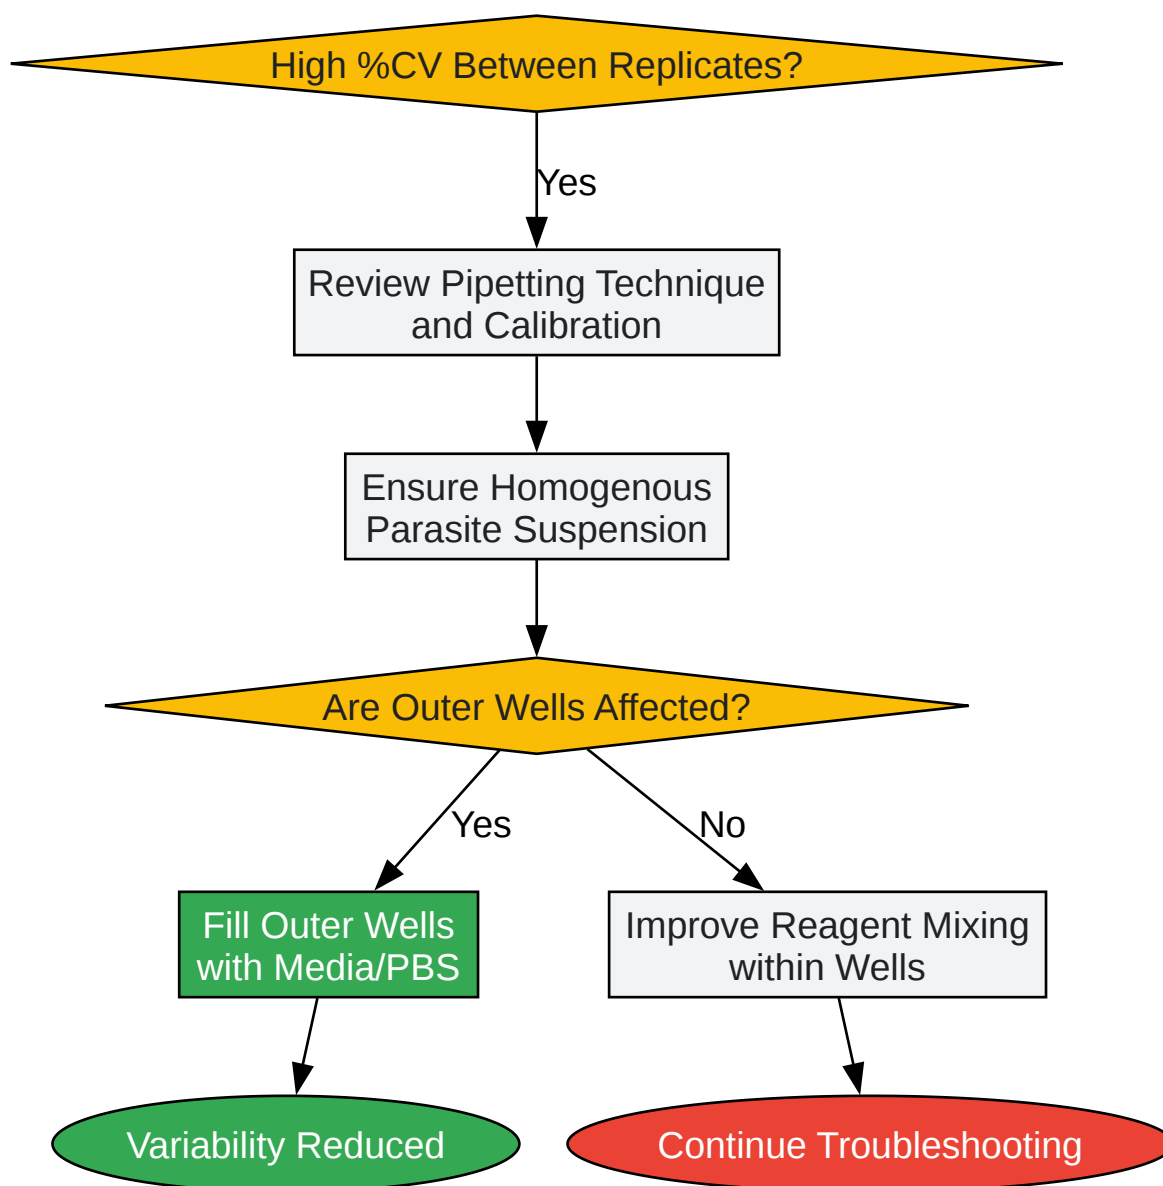 High %CV Between Replicates?
Yes
Review Pipetting Technique
and Calibration
Ensure Homogenous
Parasite Suspension
Are Outer Wells Affected?
Yes
No
Fill Outer Wells
with Media/PBS
Improve Reagent Mixing
within Wells
Variability Reduced
Continue Troubleshooting